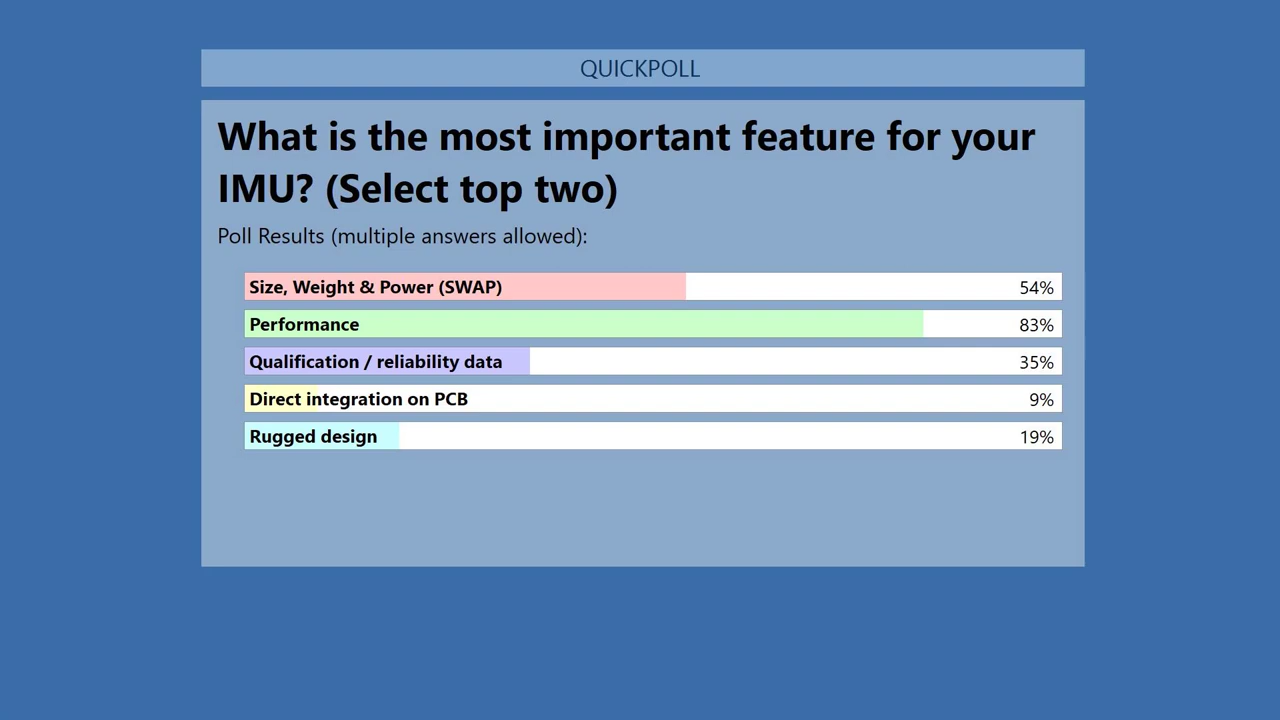 QUICKPOLL
What is the most important feature for your
IMU? (Select top two)
Poll Results (multiple answers allowed):
Size, Weight & Power (SWAP) 54%
Performance 83%
Qualification / reliability data 35%
Direct integration on PCB 9%
Rugged design 19%